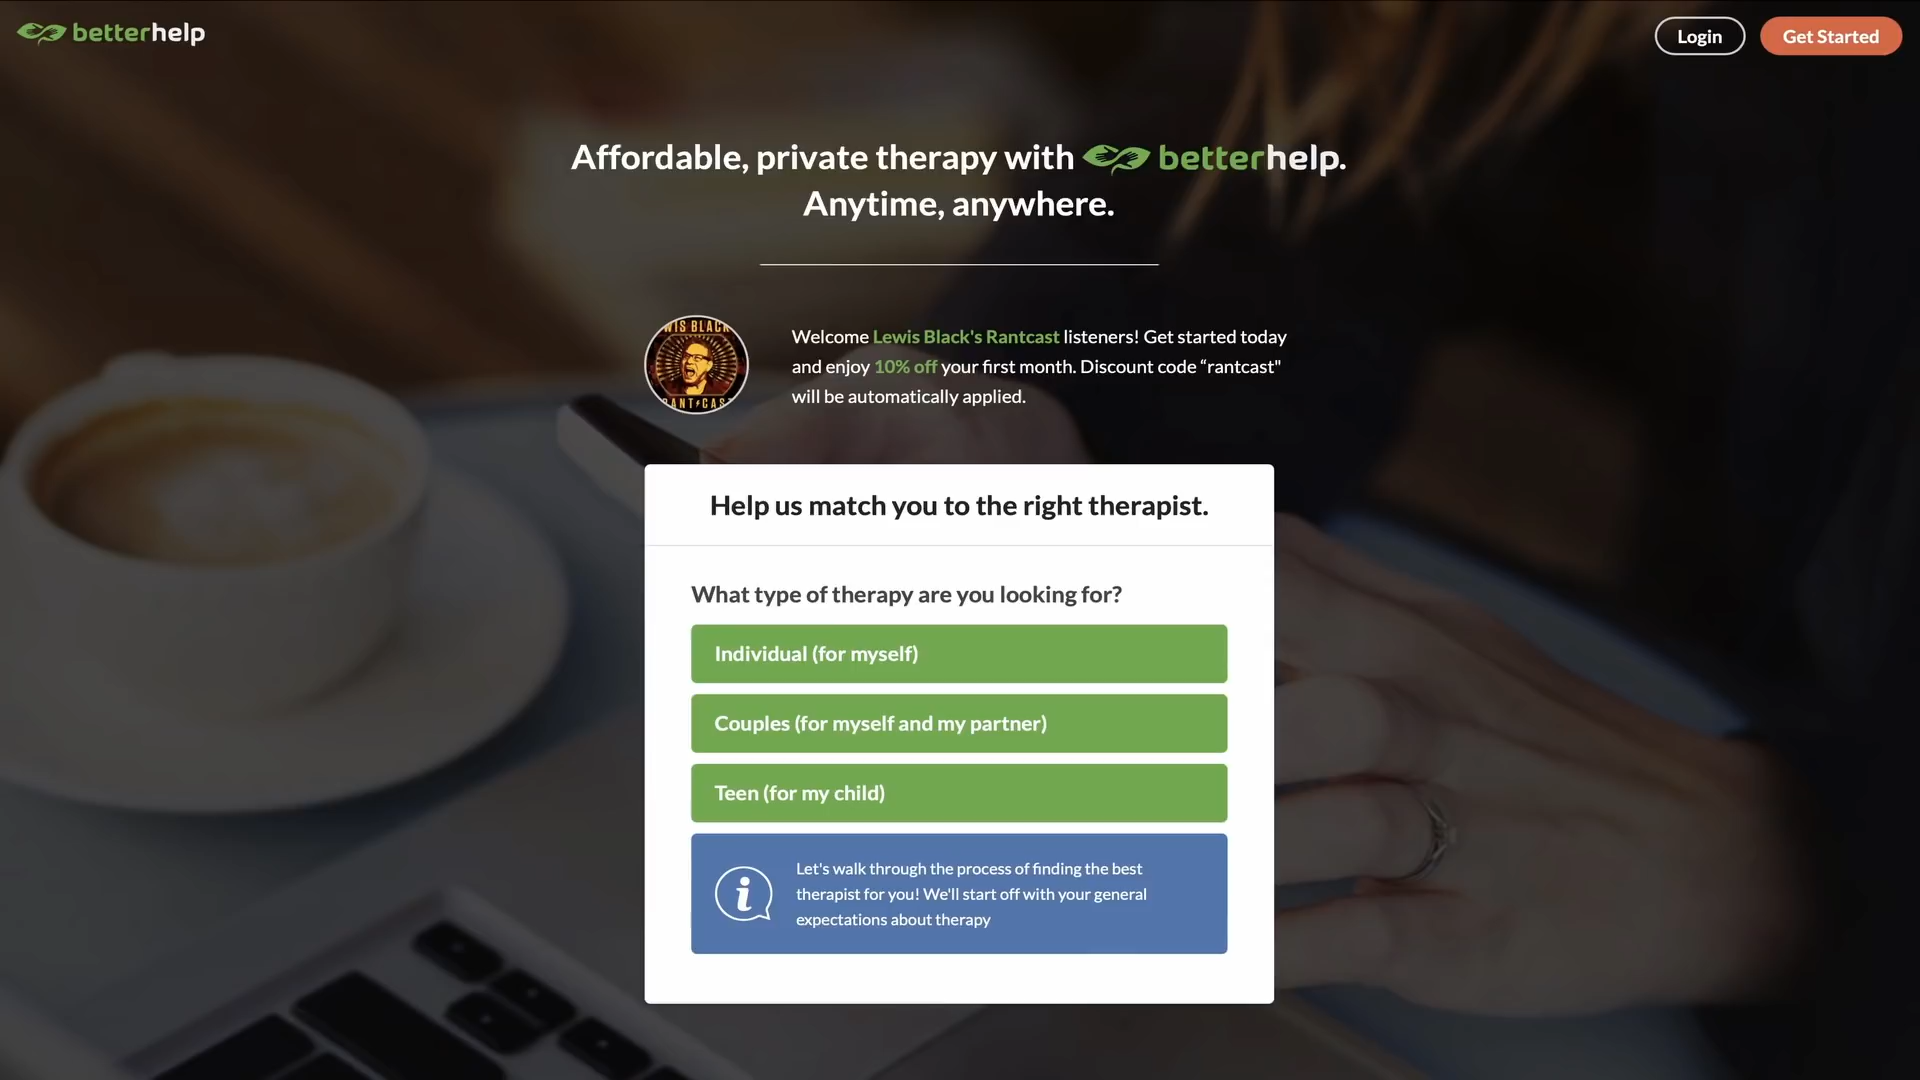 betterhelp
Login
Get Started
Affordable, private therapy with betterhelp.
Anytime, anywhere.
WIS BLACK
RANT CAST
Welcome Lewis Black's Rantcast listeners! Get started today
and enjoy 10% off your first month. Discount code “rantcast"
will be automatically applied.
Help us match you to the right therapist.
What type of therapy are you looking for?
Individual (for myself)
Couples (for myself and my partner)
Teen (for my child)
i
Let's walk through the process of finding the best
therapist for you! We'll start off with your general
expectations about therapy